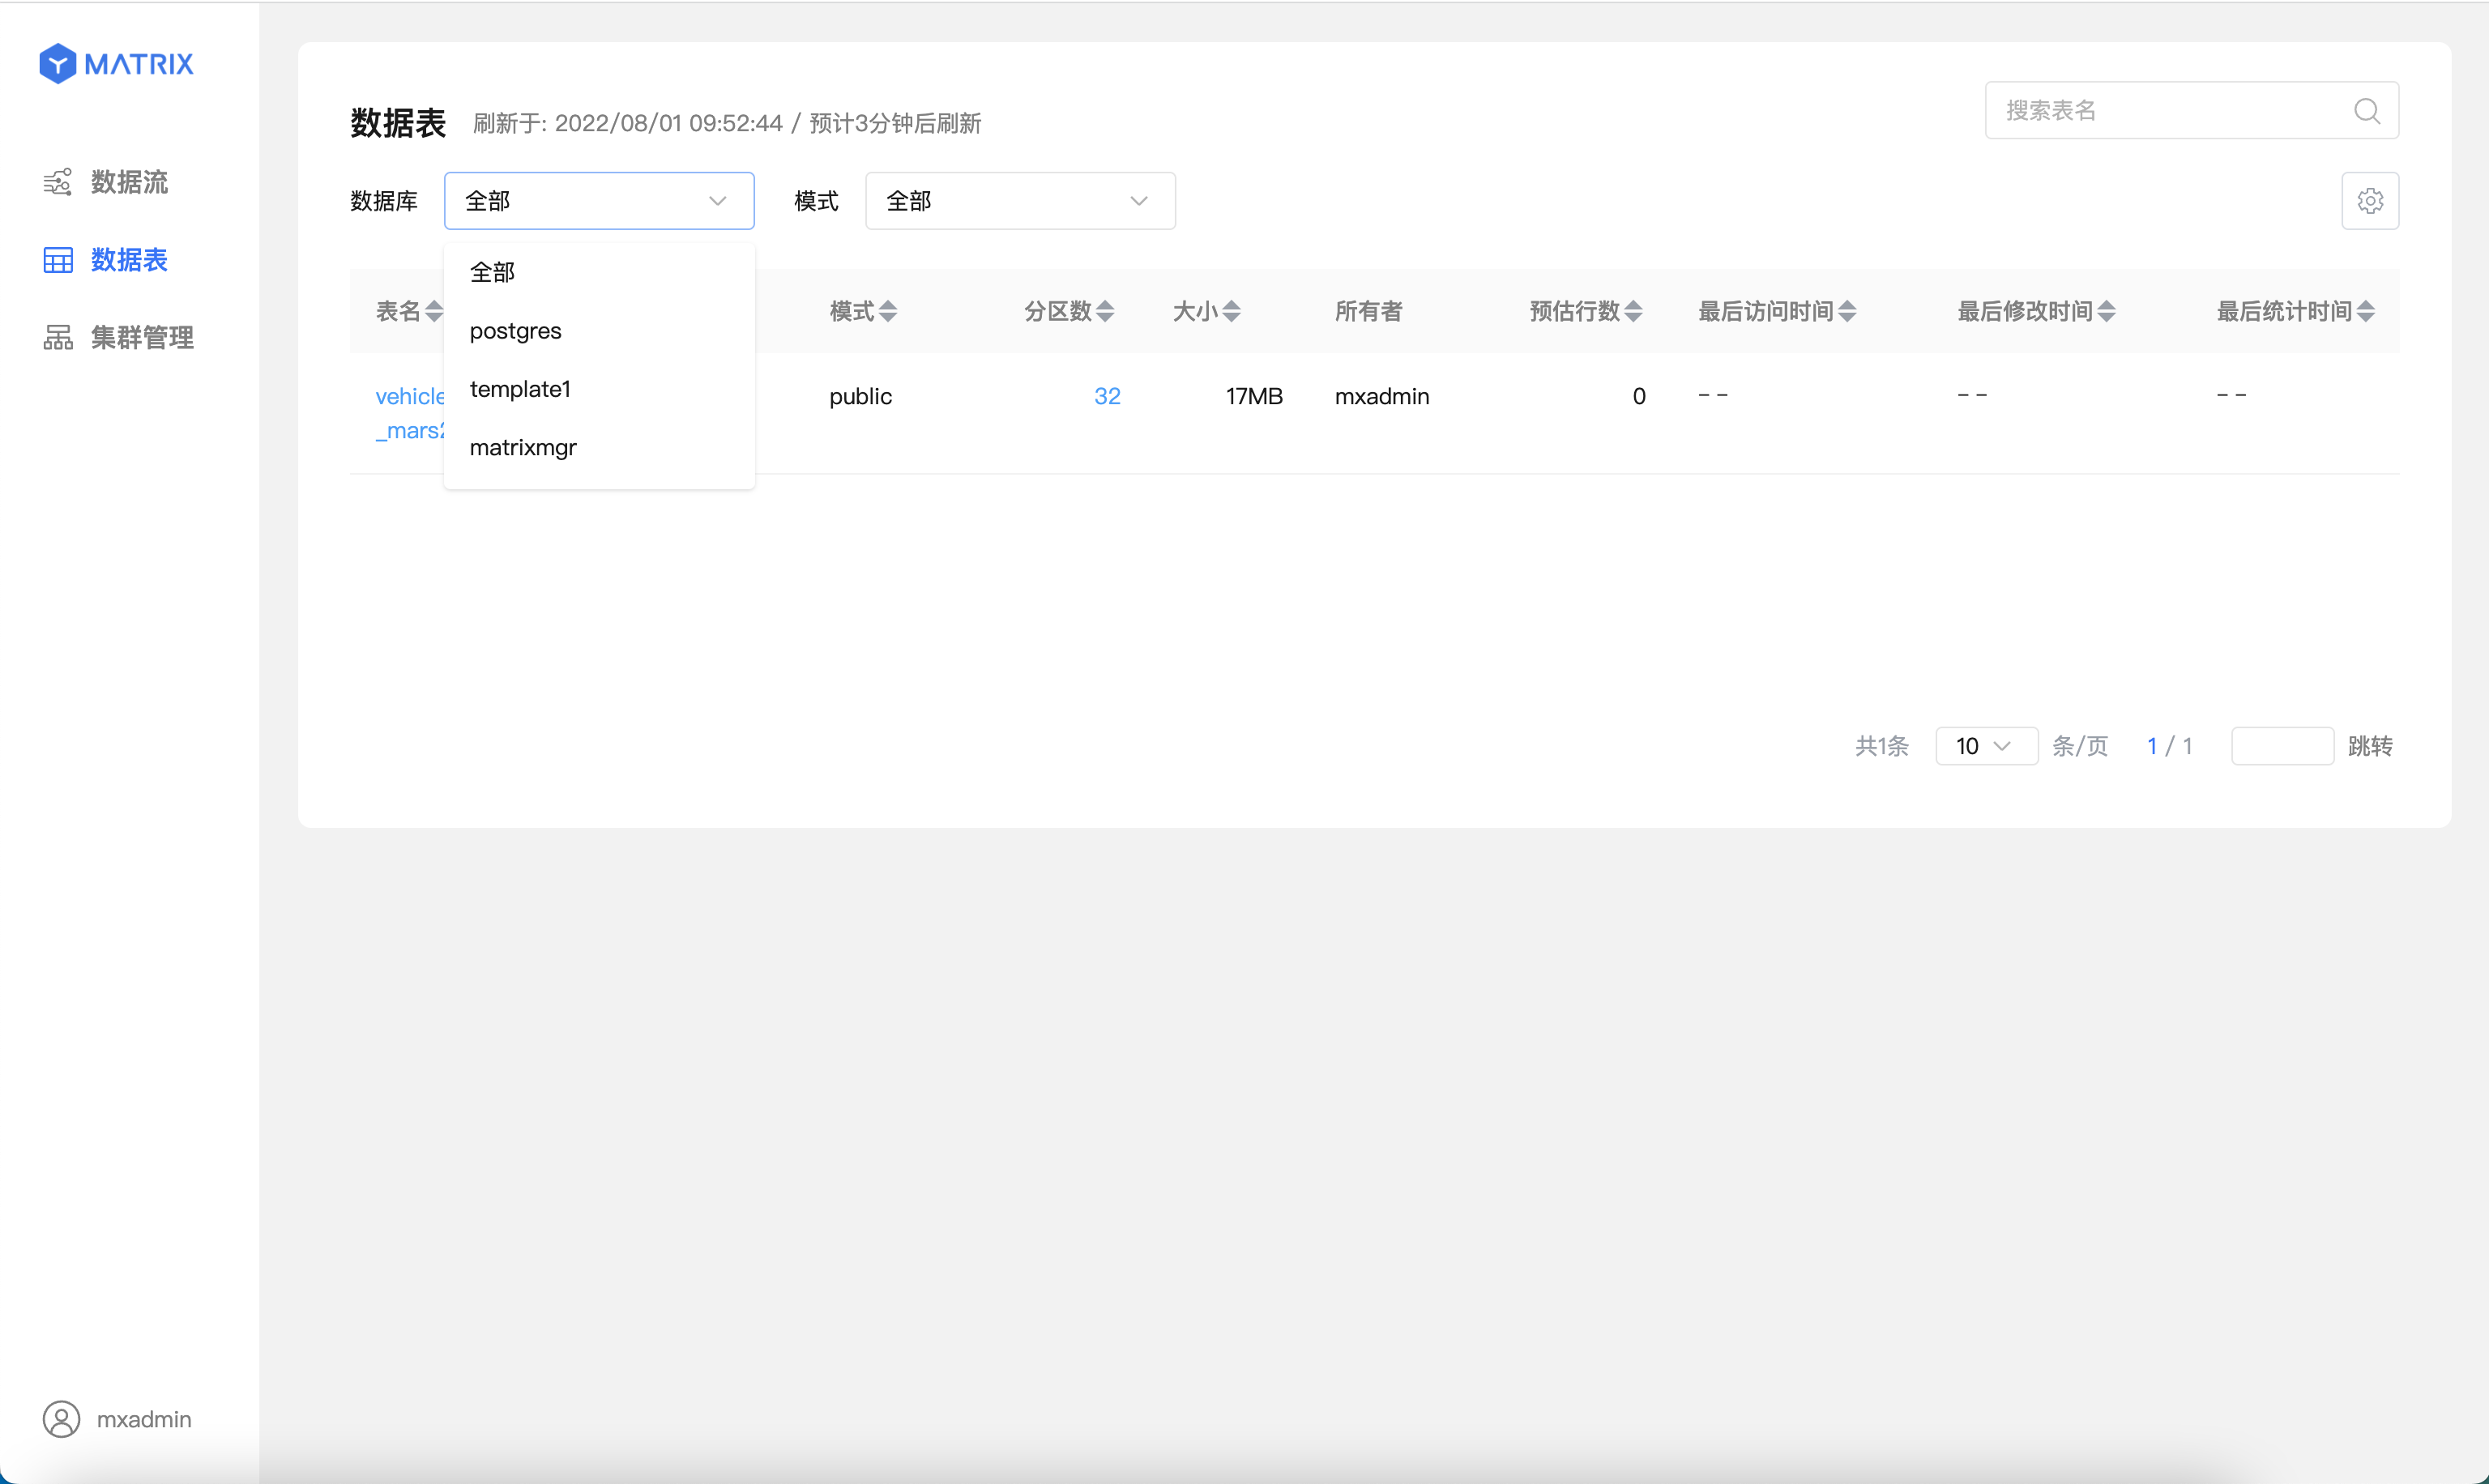 MATRIX
数据流
数据表
集群管理
mxadmin
数据表 刷新于: 2022/08/01 09:52:44 / 预计3分钟后刷新
搜索表名
数据库 全部 模式 全部
全部
postgres
template1
matrixmgr
表名 模式 分区数 大小 所有者 预估行数 最后访问时间 最后修改时间 最后统计时间
vehicle public 32 17MB mxadmin 0 -- -- --
_mars2
共1条 10 条/页 1 / 1 跳转